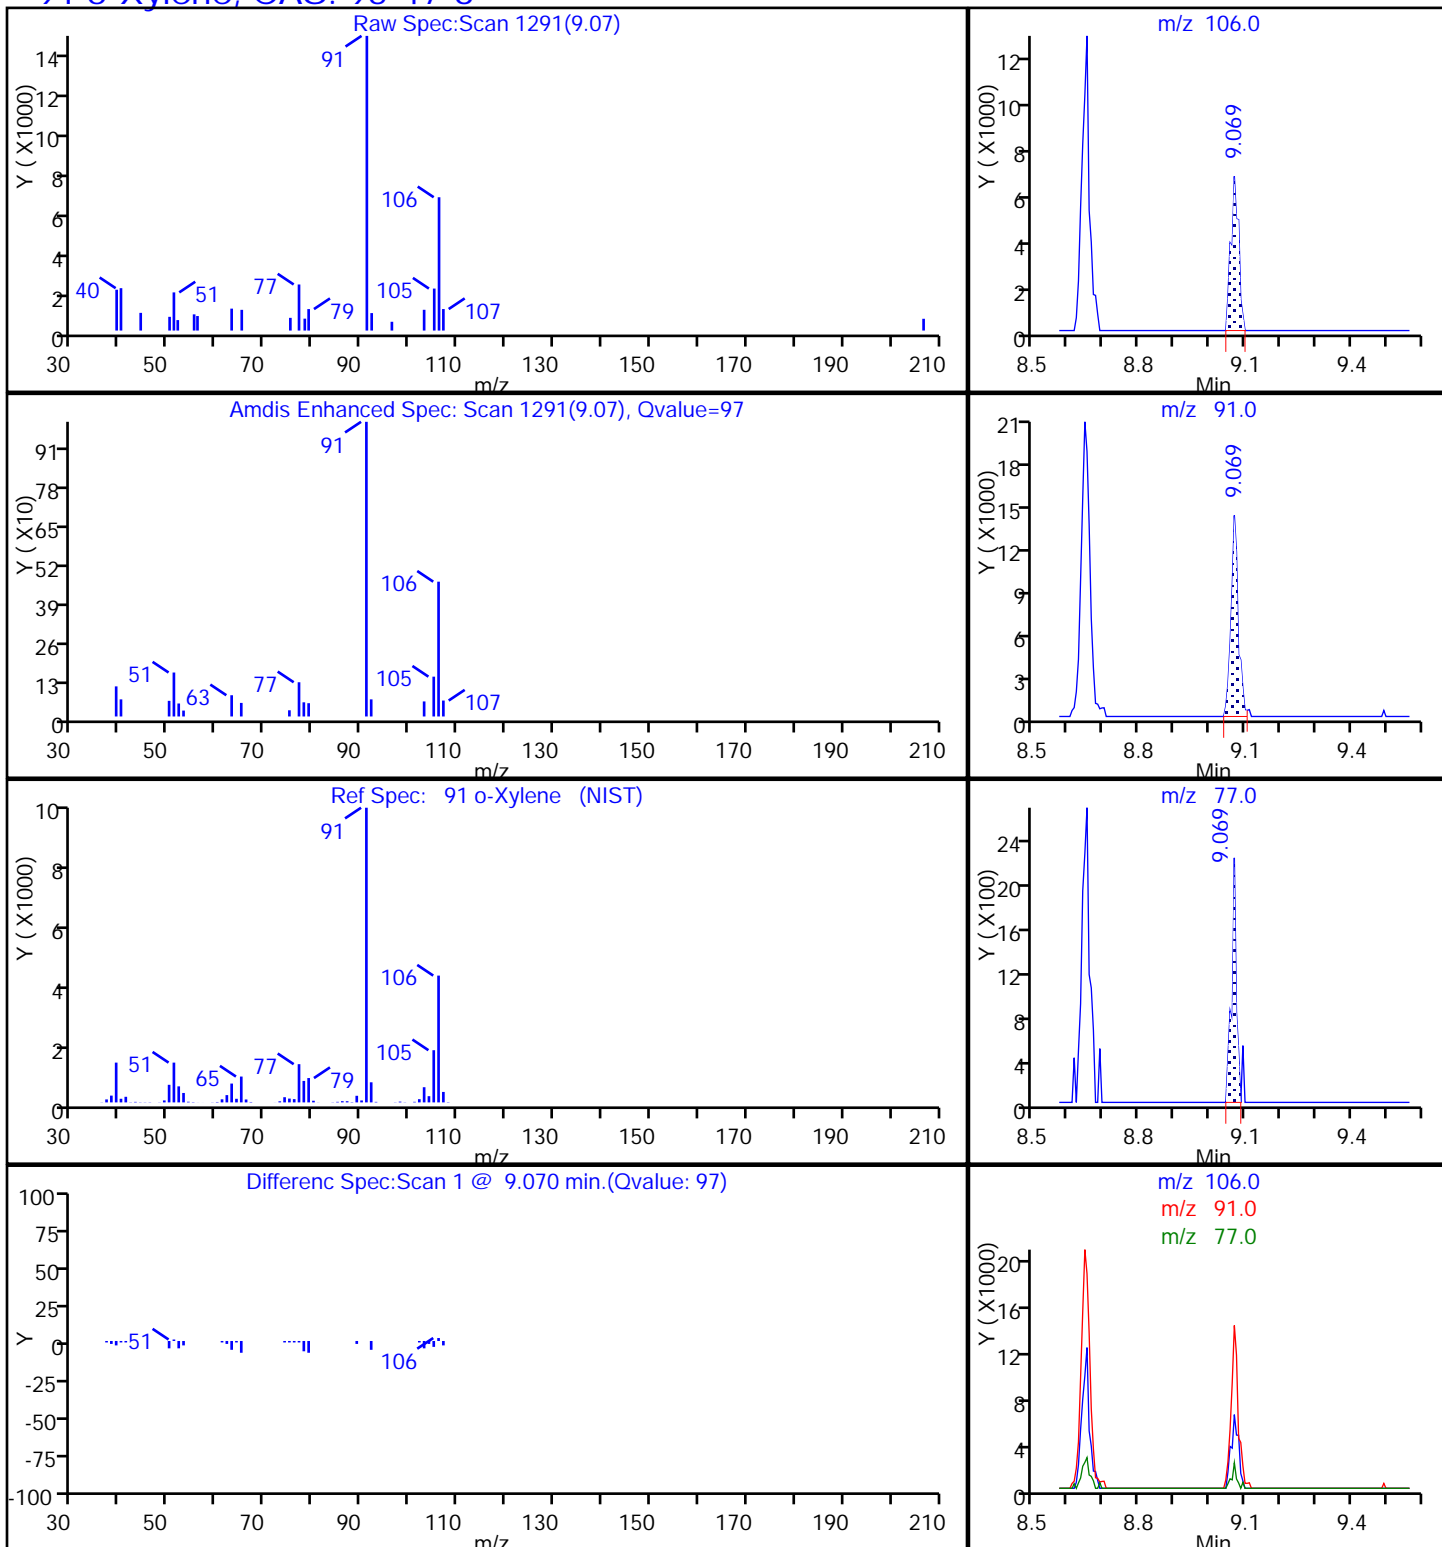 Raw Spec:Scan 1291(9.07)
Y ( X1000)
14
12
10
8
6
4
2
0
91
106
40
51
77
79
105
107
30 50 70 90 110 130 150 170 190 210
m/z
m/z 106.0
Y ( X1000)
12
10
8
6
4
2
0
9.069
8.5 8.8 9.1 9.4
Min
Amdis Enhanced Spec: Scan 1291(9.07), Qvalue=97
Y ( X10)
91
78
65
52
39
26
13
0
91
106
51
63
77
105
107
30 50 70 90 110 130 150 170 190 210
m/z
m/z 91.0
Y ( X1000)
21
18
15
12
9
6
3
0
9.069
8.5 8.8 9.1 9.4
Min
Ref Spec: 91 o-Xylene (NIST)
Y ( X1000)
10
8
6
4
2
0
91
106
51
65
77
79
105
30 50 70 90 110 130 150 170 190 210
m/z
m/z 77.0
Y ( X100)
24
20
16
12
8
4
0
9.069
8.5 8.8 9.1 9.4
Min
Differenc Spec:Scan 1 @ 9.070 min.(Qvalue: 97)
Y
100
75
50
25
0
-25
-50
-75
-100
51
106
30 50 70 90 110 130 150 170 190 210
m/z
m/z 106.0
m/z 91.0
m/z 77.0
Y ( X1000)
20
16
12
8
4
0
8.5 8.8 9.1 9.4
Min